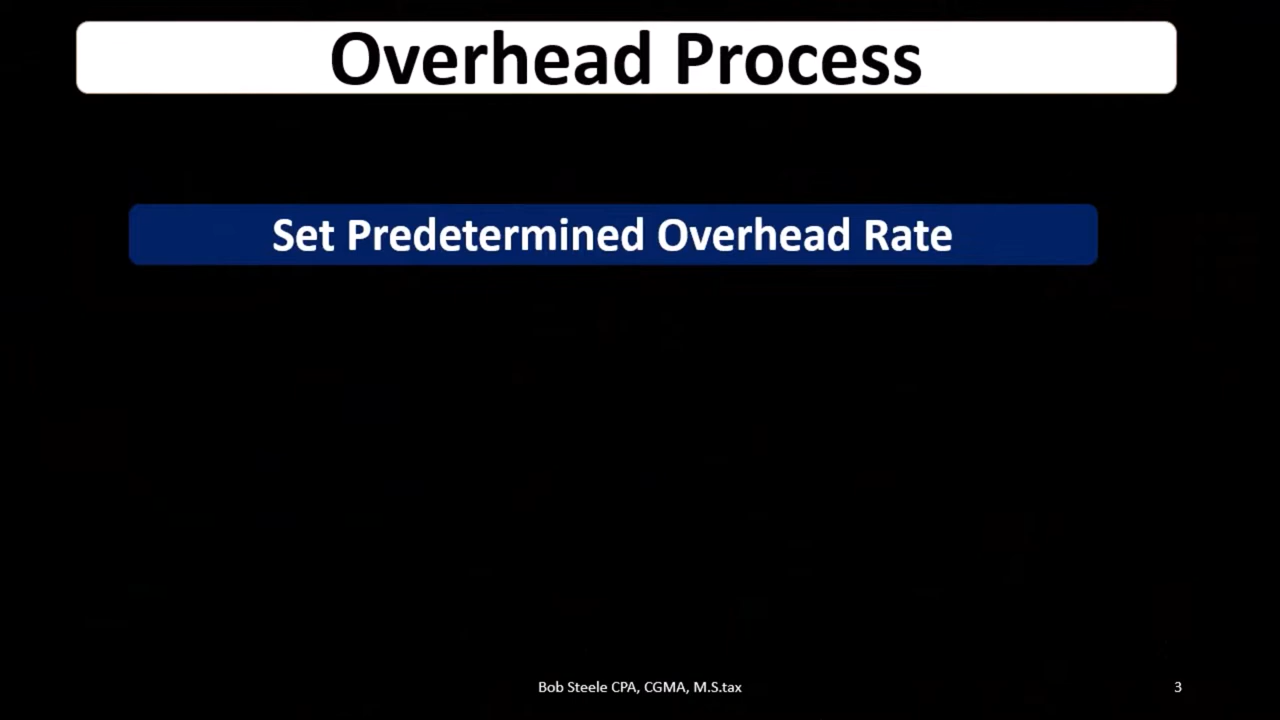 Overhead Process
Set Predetermined Overhead Rate
Bob Steele CPA, CGMA, M.S.tax
3